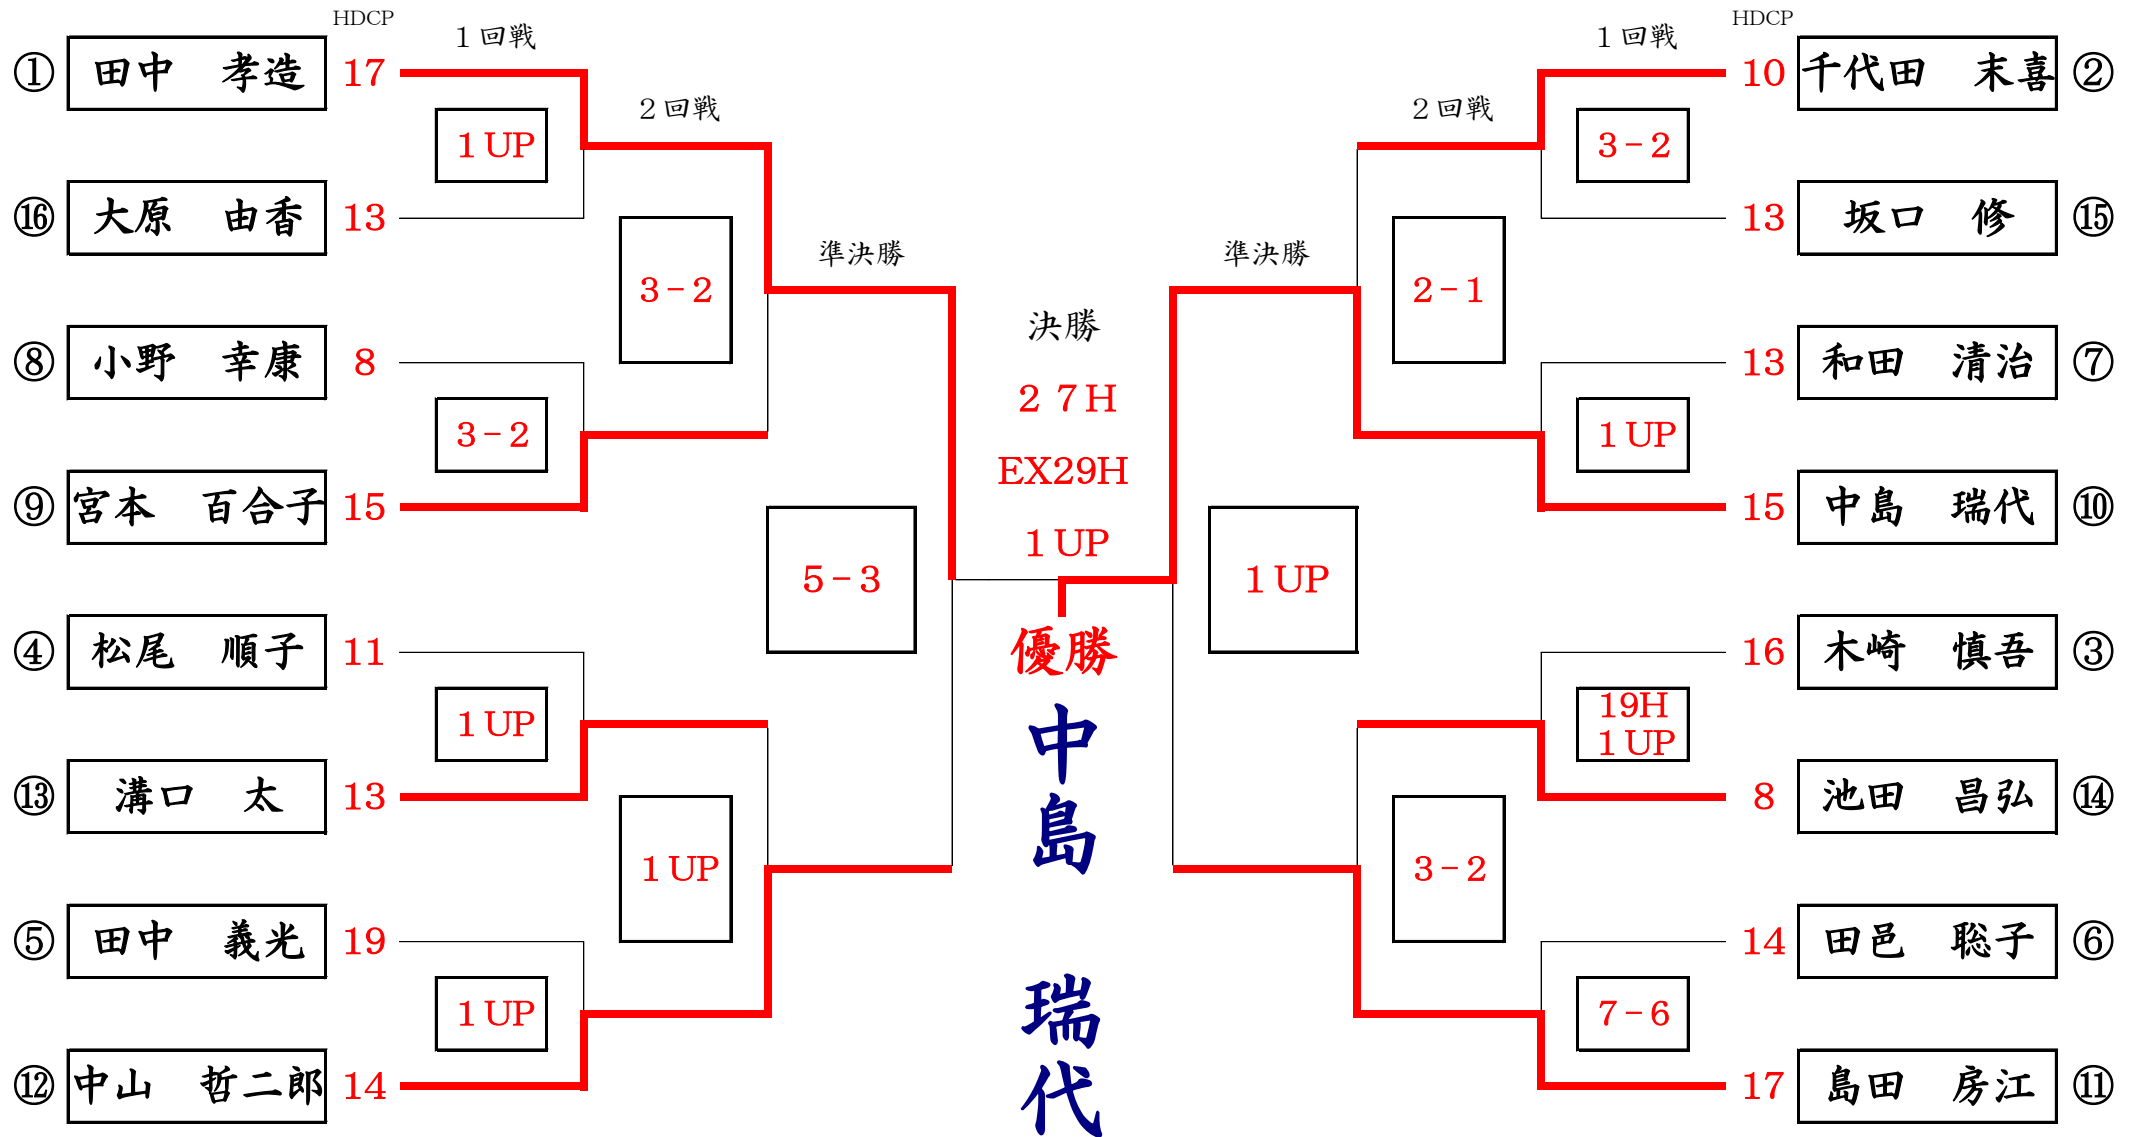 HDCP
HDCP
1回戦
1回戦
① 田中 孝造 17
10 千代田 末喜 ②
2回戦
2回戦
1UP
3-2
⑯ 大原 由香 13
13 坂口 修 ⑮
準決勝
準決勝
3-2
2-1
決勝
⑧ 小野 幸康 8
13 和田 清治 ⑦
27H
3-2
1UP
EX29H
⑨ 宮本 百合子 15
15 中島 瑞代 ⑩
1UP
5-3
1UP
優勝
④ 松尾 順子 11
16 木崎 慎吾 ③
1UP
19H
1UP
中島 瑞代
⑬ 溝口 太 13
8 池田 昌弘 ⑭
1UP
3-2
⑤ 田中 義光 19
14 田邑 聡子 ⑥
1UP
7-6
⑫ 中山 哲二郎 14
17 島田 房江 ⑪